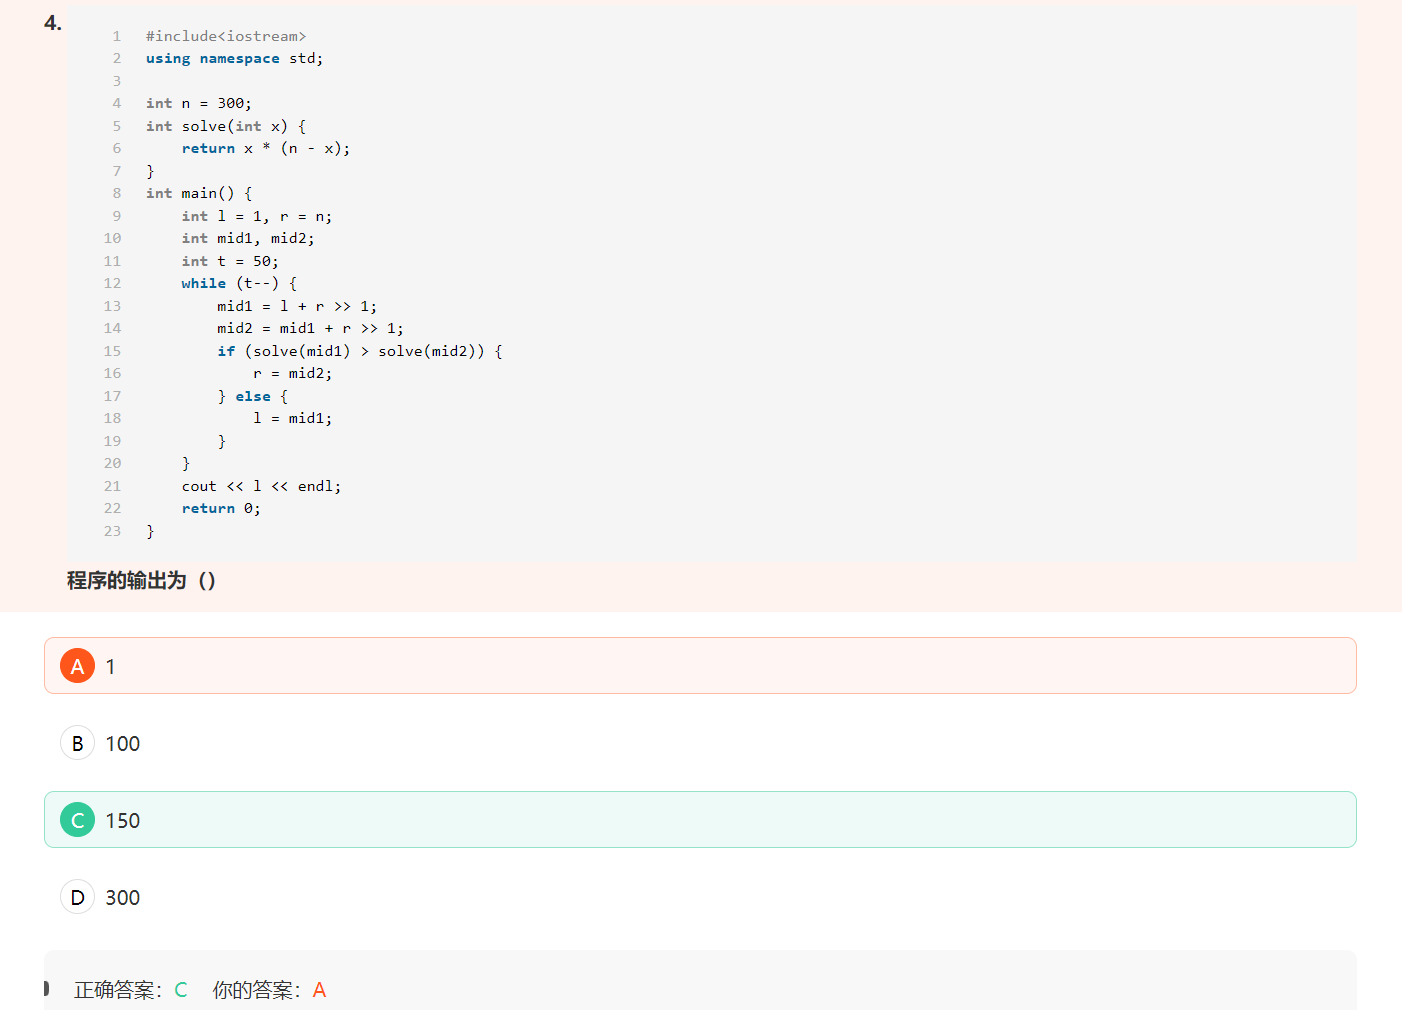 4.
1 #include<iostream>
2 using namespace std;
3
4 int n = 300;
5 int solve(int x) {
6     return x * (n - x);
7 }
8 int main() {
9     int l = 1, r = n;
10     int mid1, mid2;
11     int t = 50;
12     while (t--) {
13         mid1 = l + r >> 1;
14         mid2 = mid1 + r >> 1;
15         if (solve(mid1) > solve(mid2)) {
16             r = mid2;
17         } else {
18             l = mid1;
19         }
20     }
21     cout << l << endl;
22     return 0;
23 }
程序的输出为（）
A 1
B 100
C 150
D 300
正确答案：C 你的答案：A